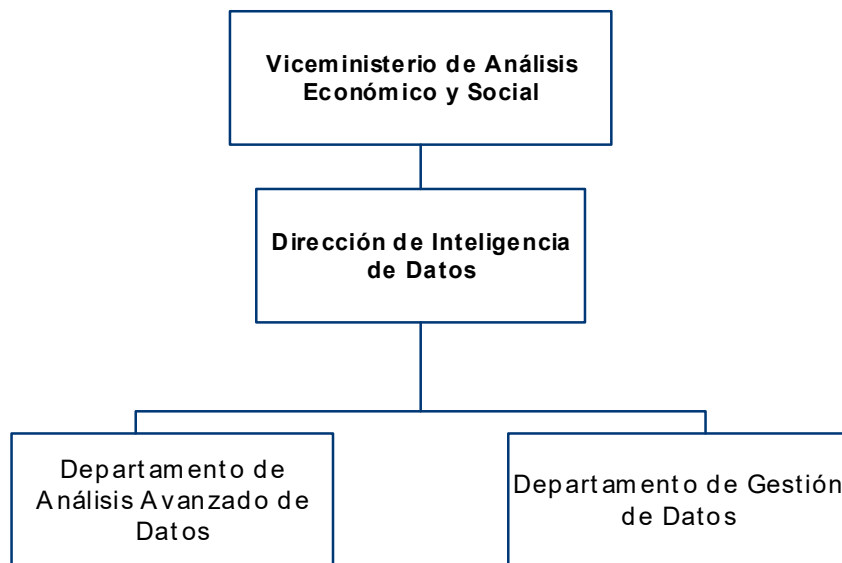 Viceministerio de Análisis
Económico y Social
Dirección de Inteligencia
de Datos
Departamento de
Análisis Avanzado de
Datos
Departamento de Gestión
de Datos